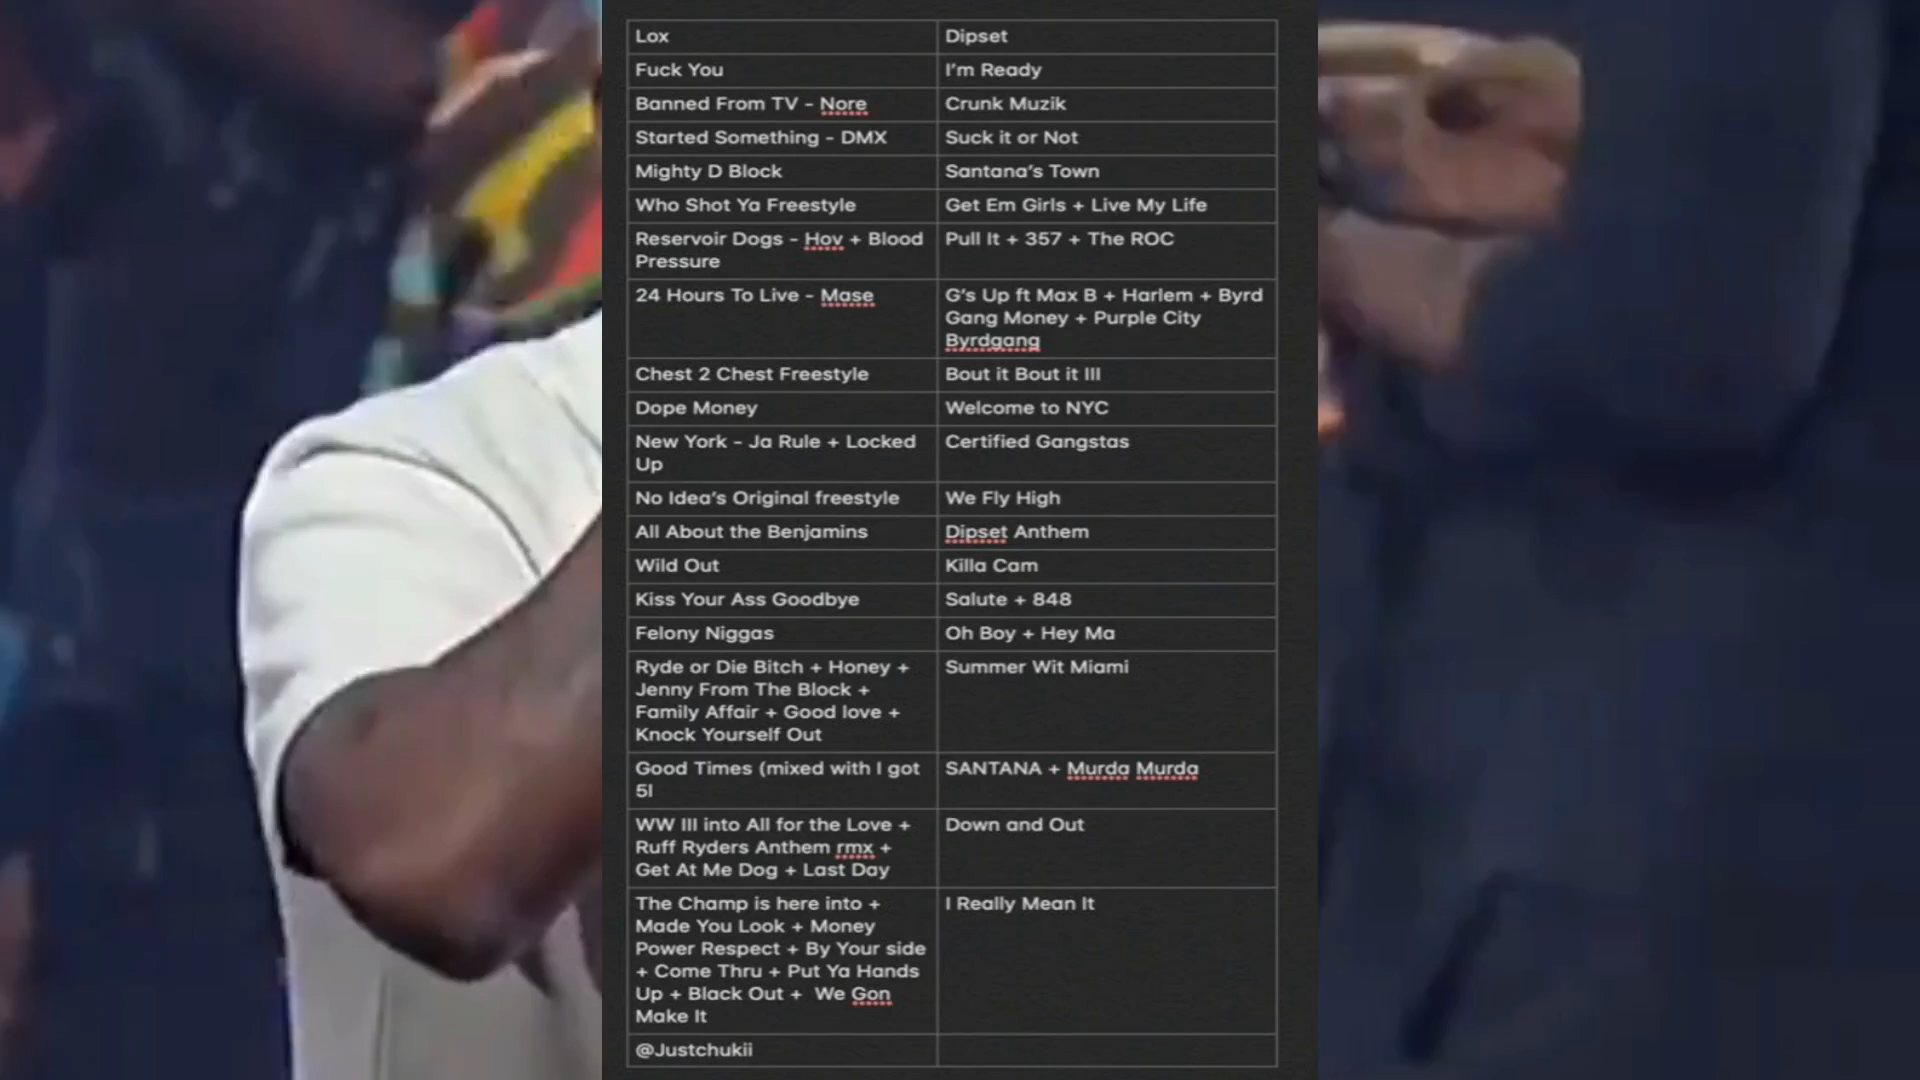 Lox
Dipset
Fuck You
I'm Ready
Banned From TV - Nore
Crunk Muzik
Started Something - DMX
Suck it or Not
Mighty D Block
Santana's Town
Who Shot Ya Freestyle
Get Em Girls + Live My Life
Reservoir Dogs - Hov + Blood
Pressure
Pull It + 357 + The ROC
24 Hours To Live - Mase
G's Up ft Max B + Harlem + Byrd
Gang Money + Purple City
Byrdgang
Chest 2 Chest Freestyle
Bout it Bout it III
Dope Money
Welcome to NYC
New York - Ja Rule + Locked
Up
Certified Gangstas
No Idea's Original freestyle
We Fly High
All About the Benjamins
Dipset Anthem
Wild Out
Killa Cam
Kiss Your Ass Goodbye
Salute + 848
Felony Niggas
Oh Boy + Hey Ma
Ryde or Die Bitch + Honey +
Jenny From The Block +
Family Affair + Good love +
Knock Yourself Out
Summer Wit Miami
Good Times (mixed with I got
5I
SANTANA + Murda Murda
WW III into All for the Love +
Ruff Ryders Anthem rmx +
Get At Me Dog + Last Day
Down and Out
The Champ is here into +
Made You Look + Money
Power Respect + By Your side
+ Come Thru + Put Ya Hands
Up + Black Out + We Gon
Make It
I Really Mean It
@Justchukii